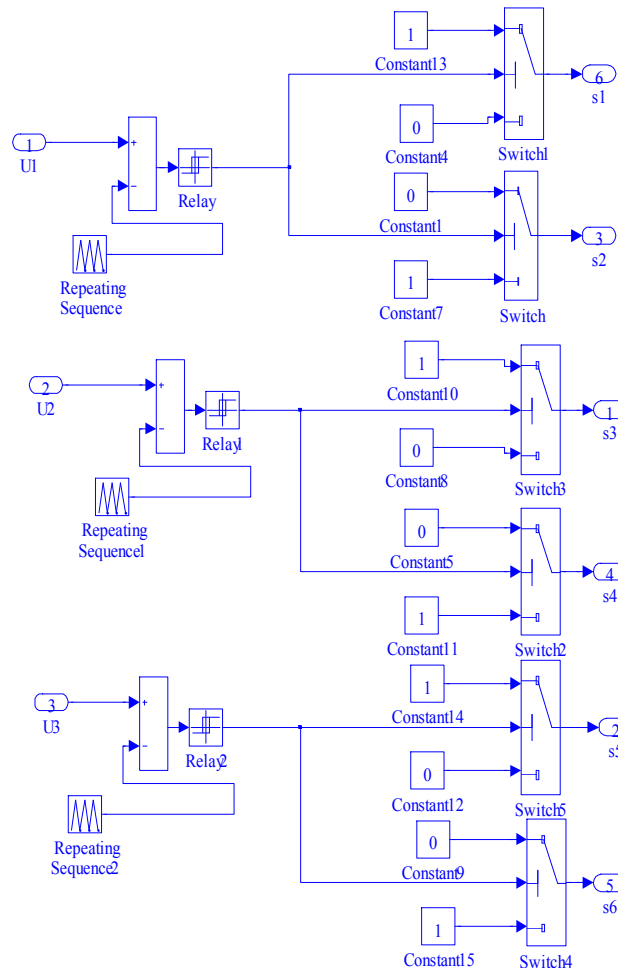 1
Constant13
6
s1
0
Constant4
Switch1
1
U1
+
−
Relay
Repeating
Sequence
0
Constant1
3
s2
1
Constant7
Switch
2
U2
+
−
Relay1
Repeating
Sequence1
1
Constant10
1
s3
0
Constant8
Switch3
0
Constant5
4
s4
1
Constant11
Switch2
3
U3
+
−
Relay2
Repeating
Sequence2
1
Constant14
2
s5
0
Constant12
Switch5
0
Constant9
5
s6
1
Constant15
Switch4